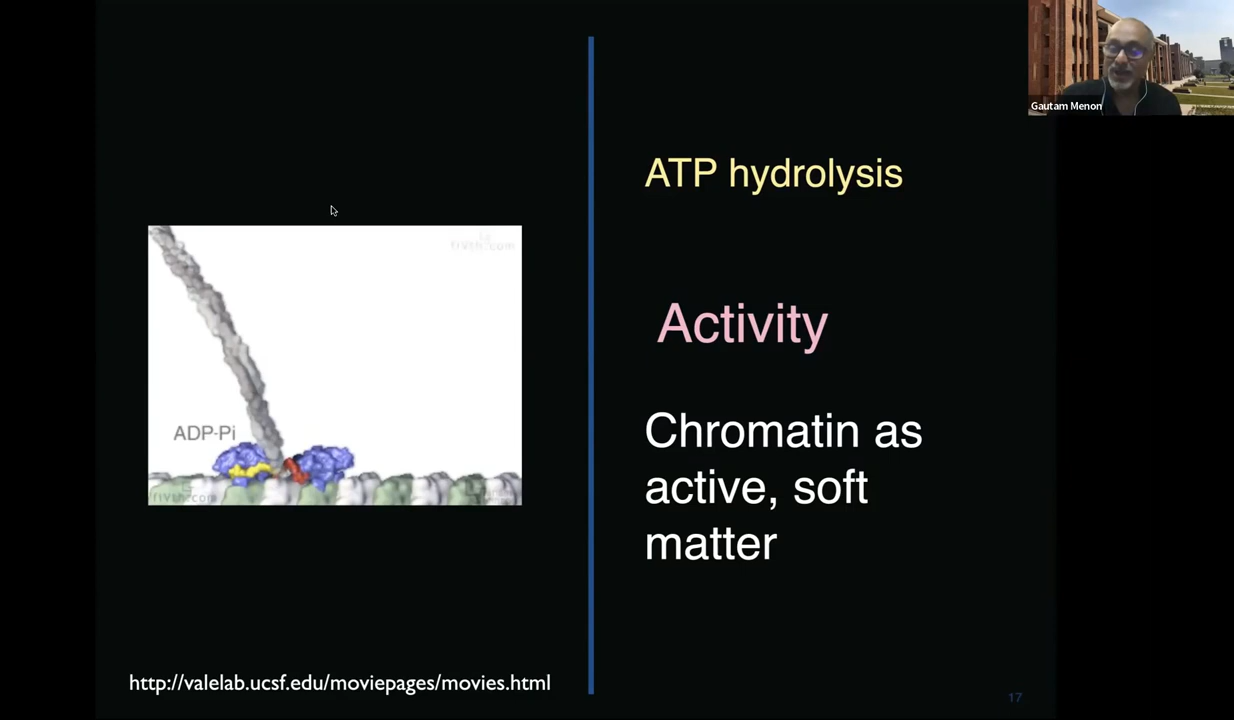 Gautam Menon
ATP hydrolysis
Activity
ADP-Pi
Chromatin as
active, soft
matter
http://valelab.ucsf.edu/moviepages/movies.html
17